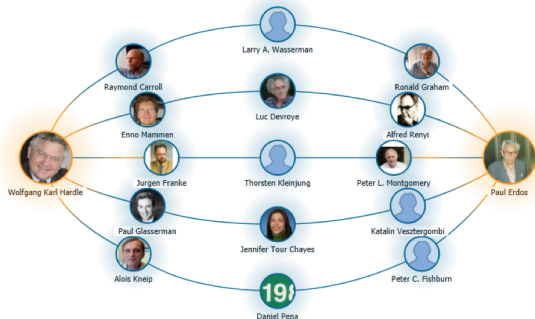 Larry A. Wasserman
Raymond Carroll
Ronald Graham
Luc Devroye
Enno Mammen
Alfred Renyi
Wolfgang Karl Hardle
Jurgen Franke
Thorsten Kleinjung
Peter L. Montgomery
Paul Erdos
Paul Glasserman
Katalin Vesztergombi
Jennifer Tour Chayes
Alois Kneip
Peter C. Fishburn
198
Daniel Pena